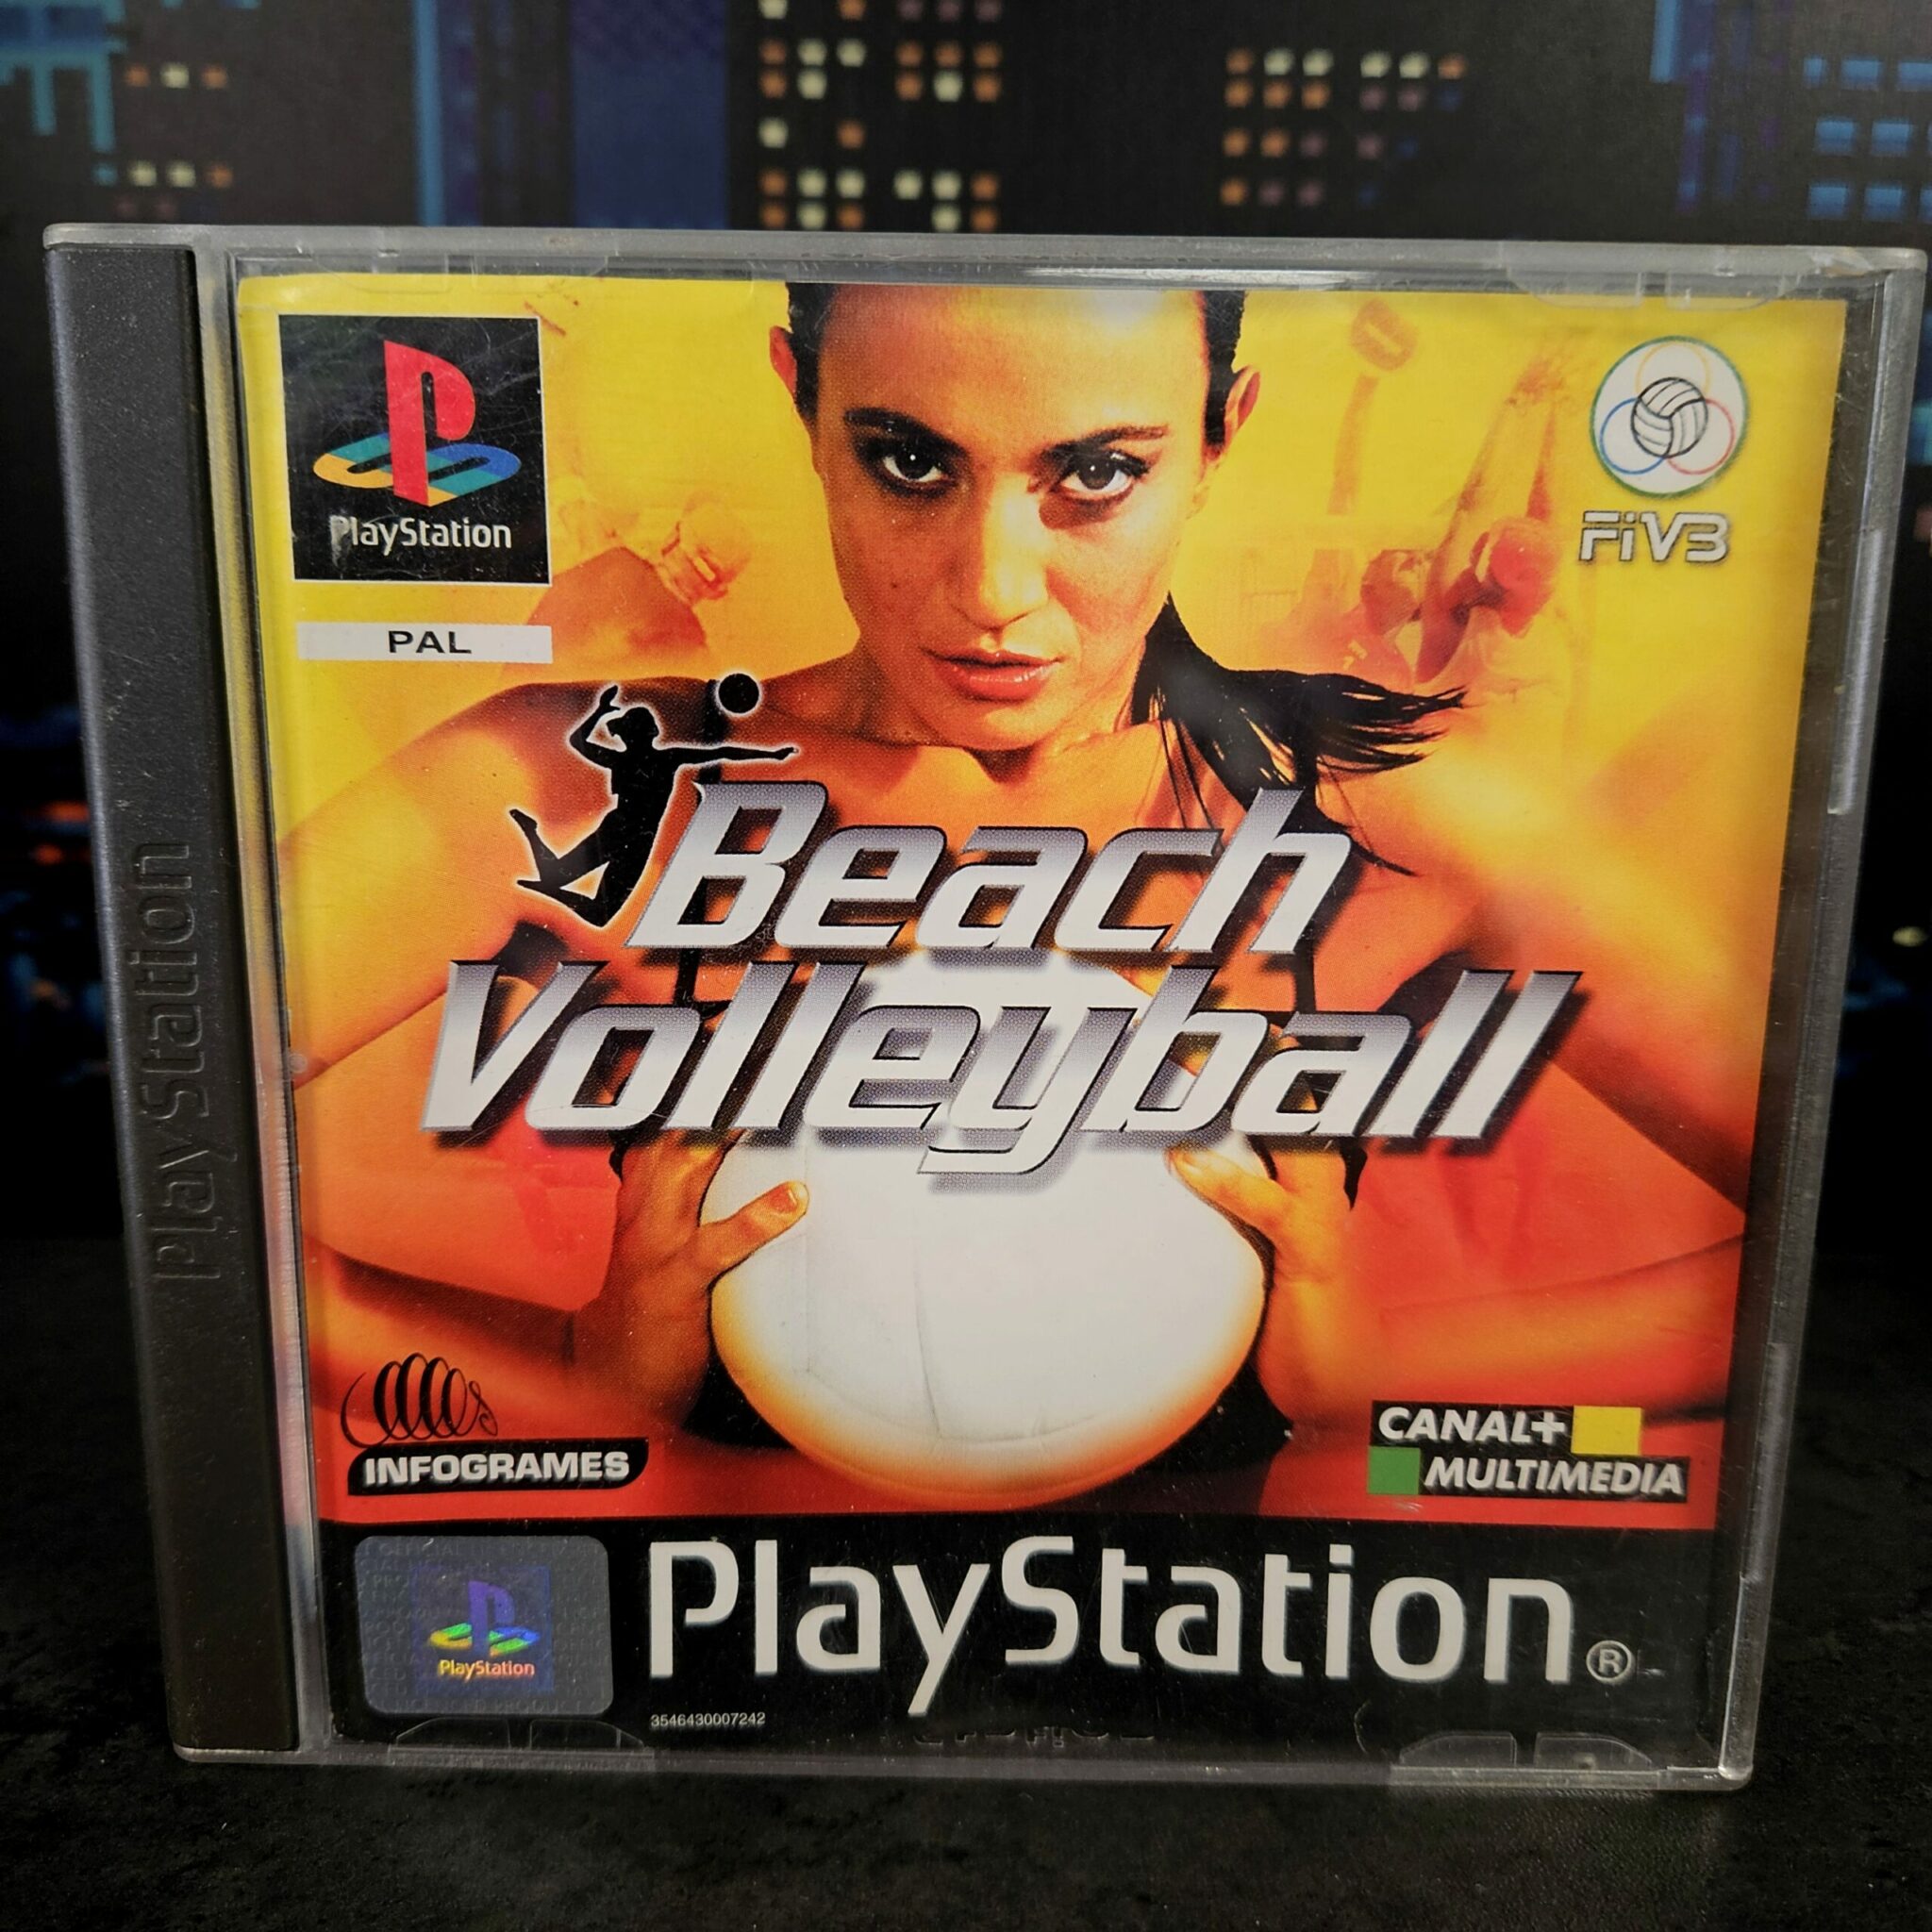 PlayStation
PAL
FiVB
Beach
Volleyball
PlayStation
INFOGRAMES
CANAL+
MULTIMEDIA
PlayStation
PlayStation®
3546430007242